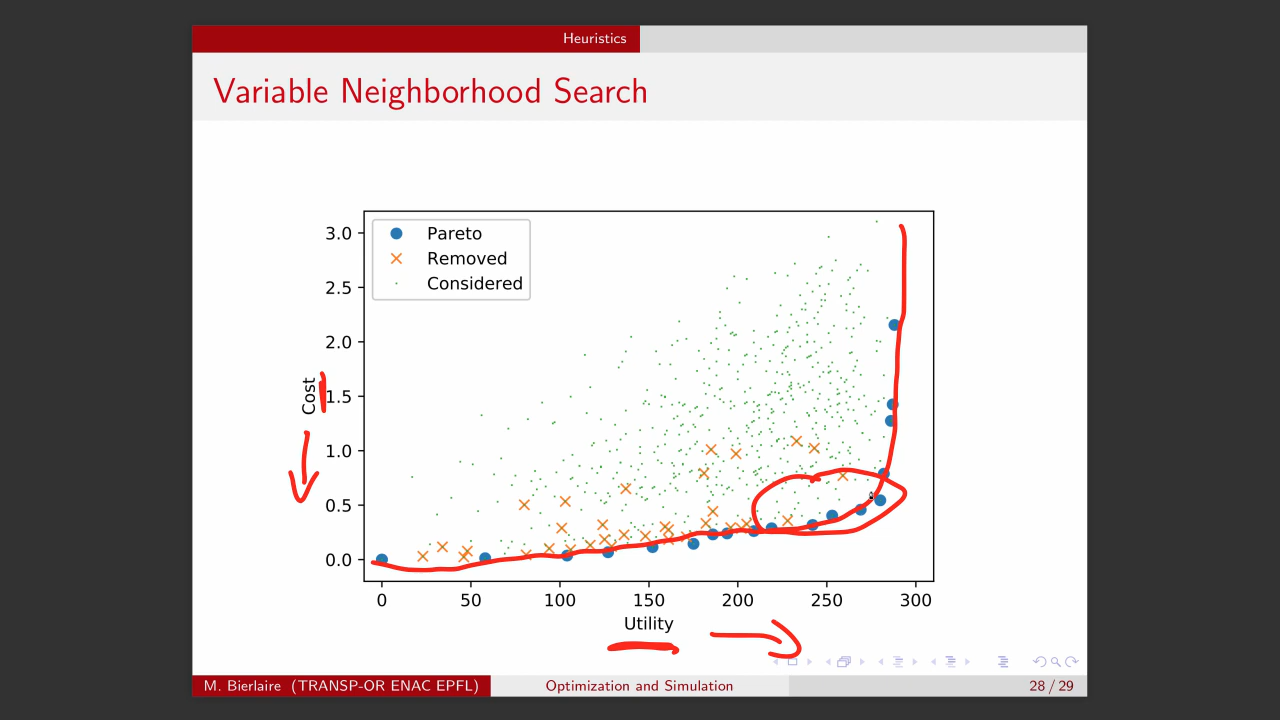 Heuristics
Variable Neighborhood Search
Pareto
Removed
Considered
3.0
2.5
2.0
1.5
1.0
0.5
0.0
Cost
0 50 100 150 200 250 300
Utility
M. Bierlaire (TRANSP-OR ENAC EPFL) Optimization and Simulation 28 / 29